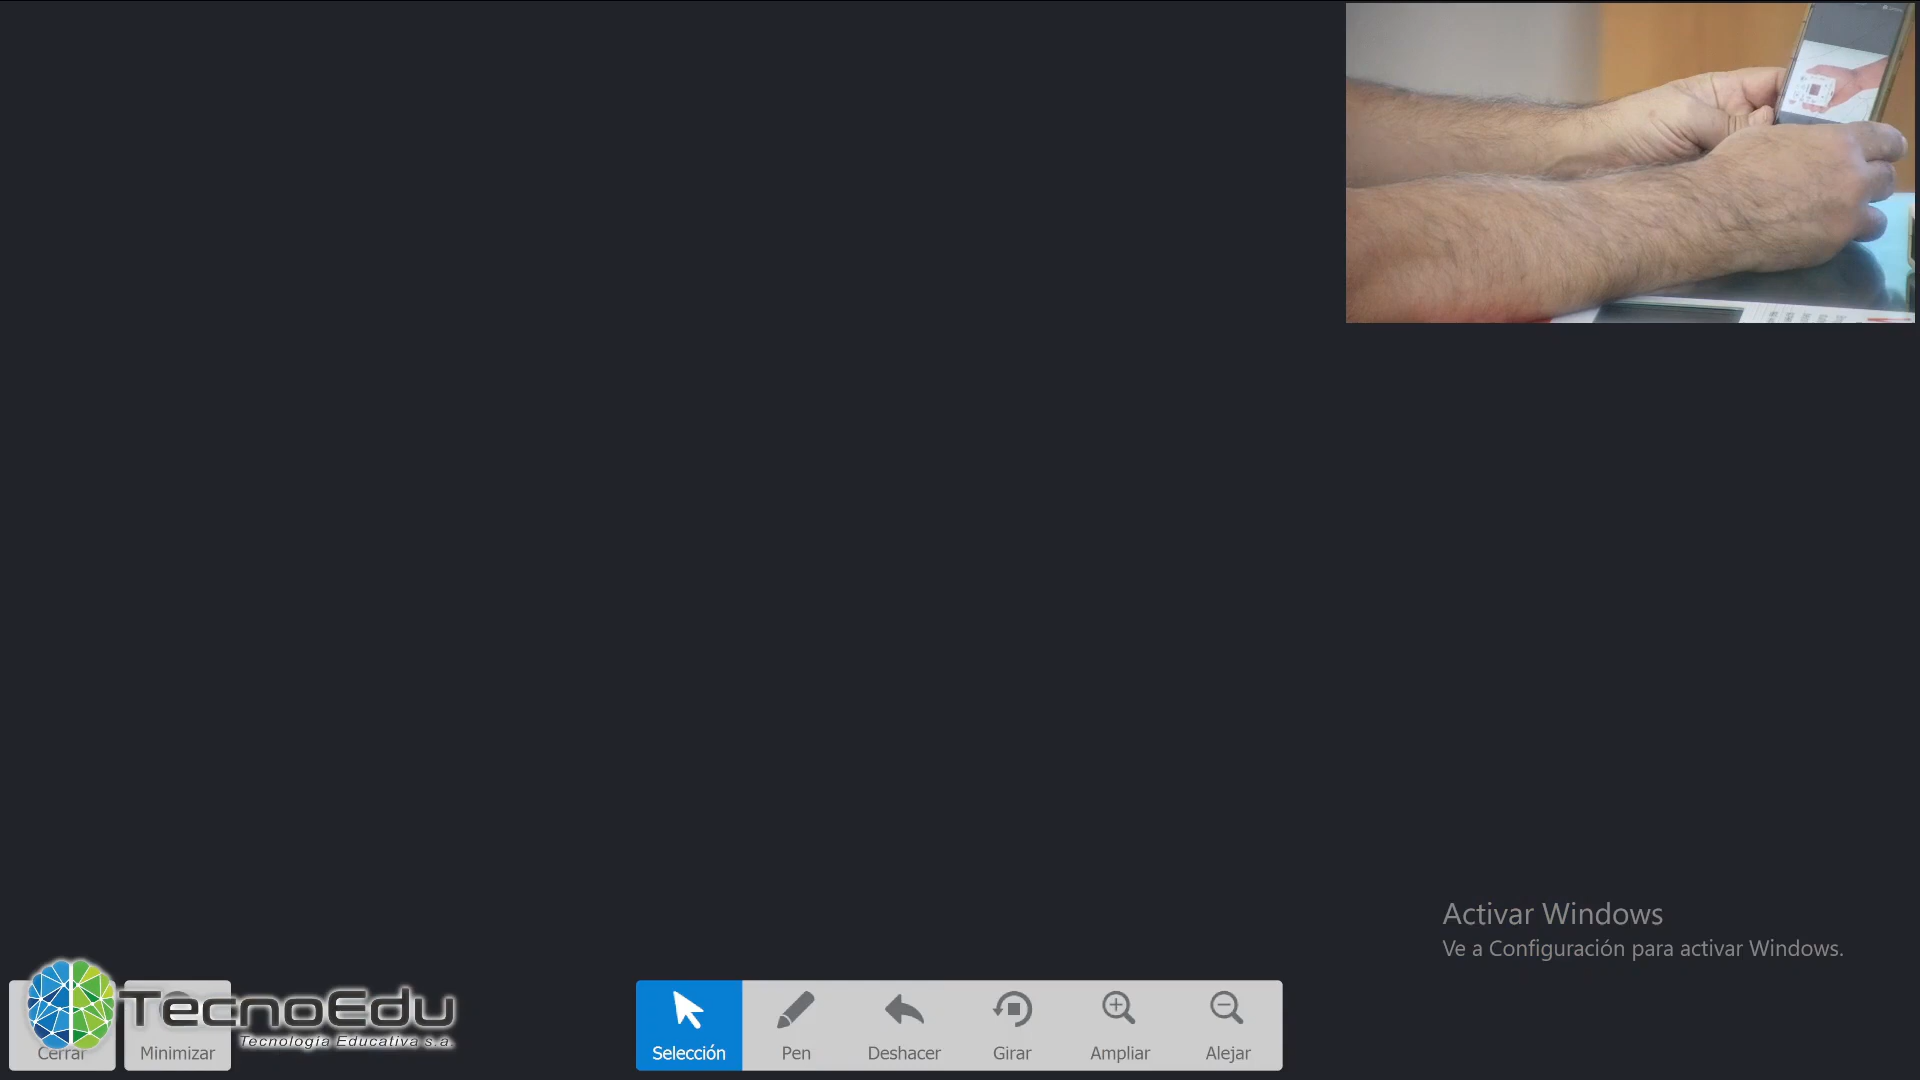 Activar Windows
Ve a Configuración para activar Windows.
TecnoEdu
Tecnología Educativa s.a.
Cerrar
Minimizar
Selección
Pen
Deshacer
Girar
Ampliar
Alejar